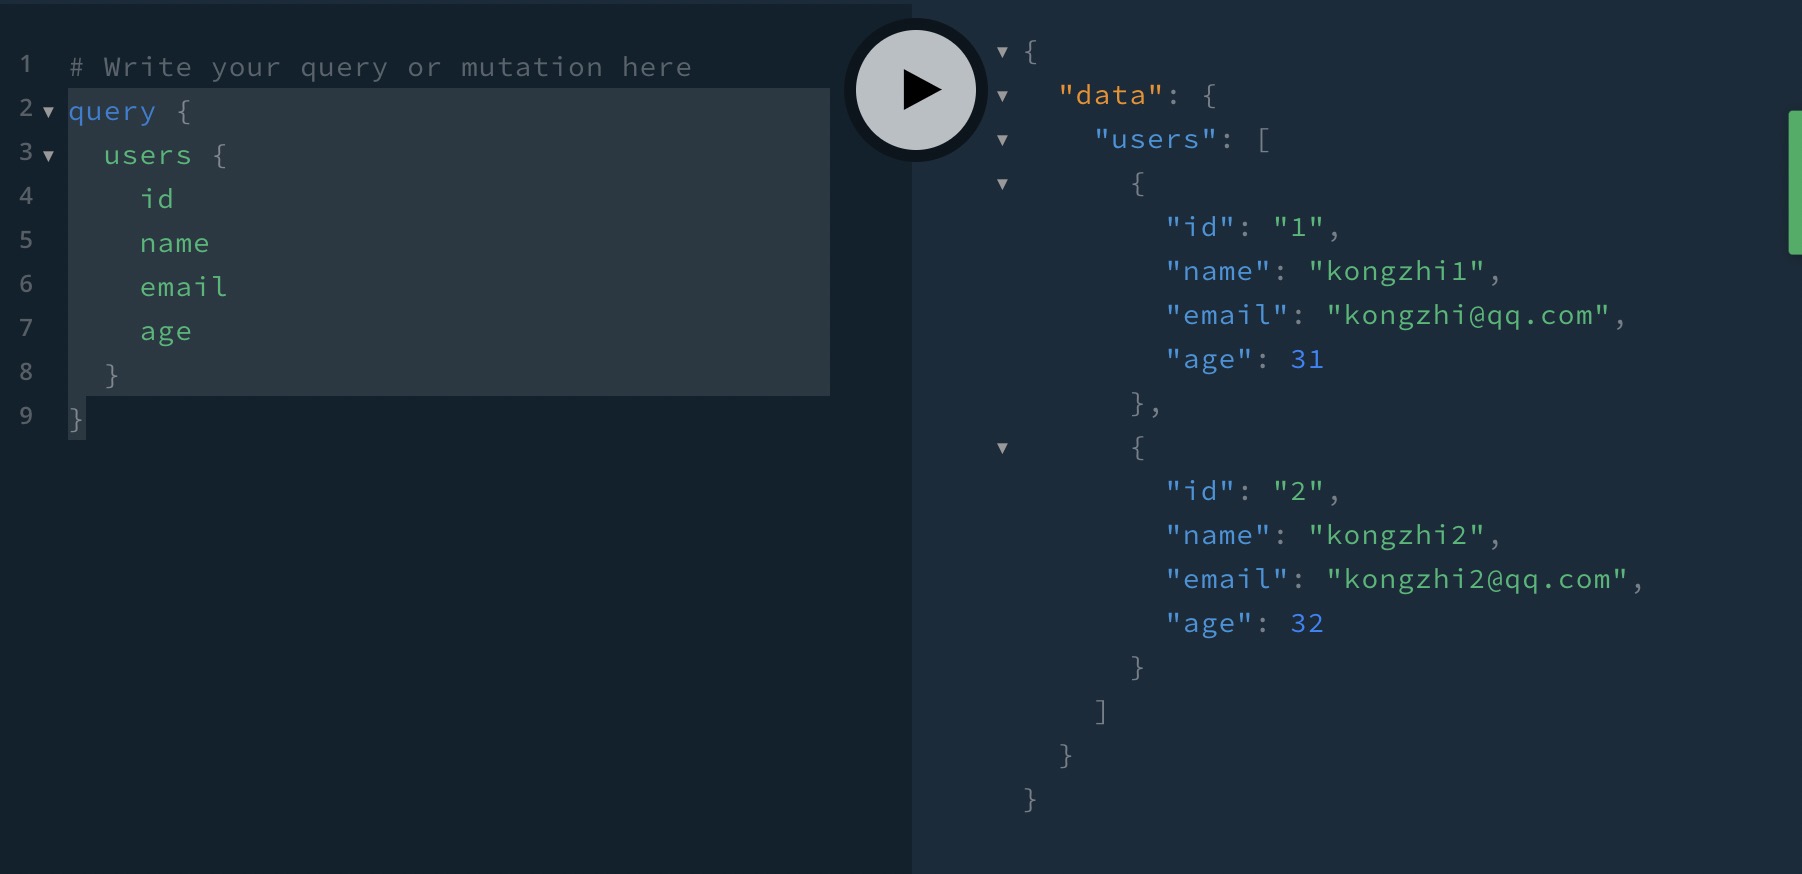 1 # Write your query or mutation here
2 query {
3   users {
4     id
5     name
6     email
7     age
8   }
9 }
{
  "data": {
    "users": [
      {
        "id": "1",
        "name": "kongzhi1",
        "email": "kongzhi@qq.com",
        "age": 31
      },
      {
        "id": "2",
        "name": "kongzhi2",
        "email": "kongzhi2@qq.com",
        "age": 32
      }
    ]
  }
}